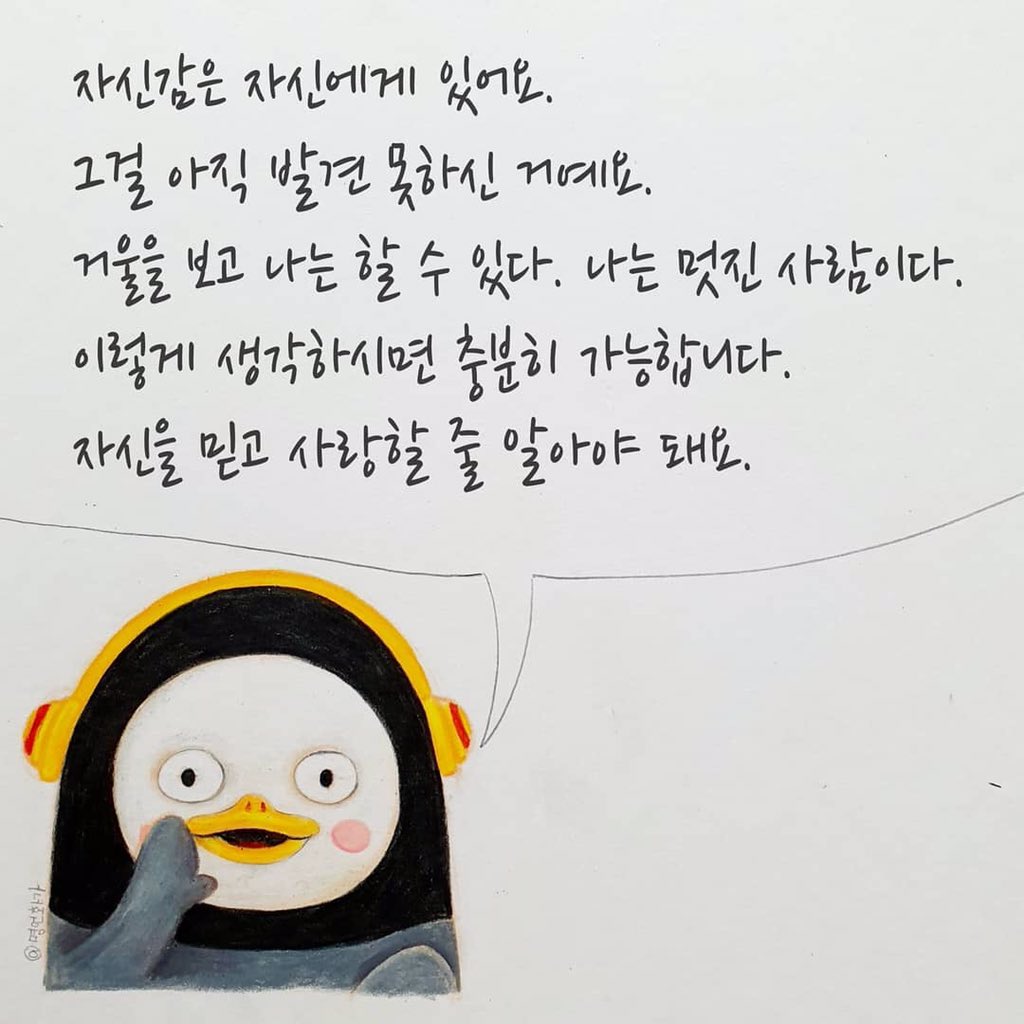 자신감은 자신에게 있어요.
그걸 아직 발견 못하신 거예요.
거울을 보고 나는 할 수 있다. 나는 멋진 사람이다.
이렇게 생각하시면 충분히 가능합니다.
자신을 믿고 사랑할 줄 알아야 돼요.